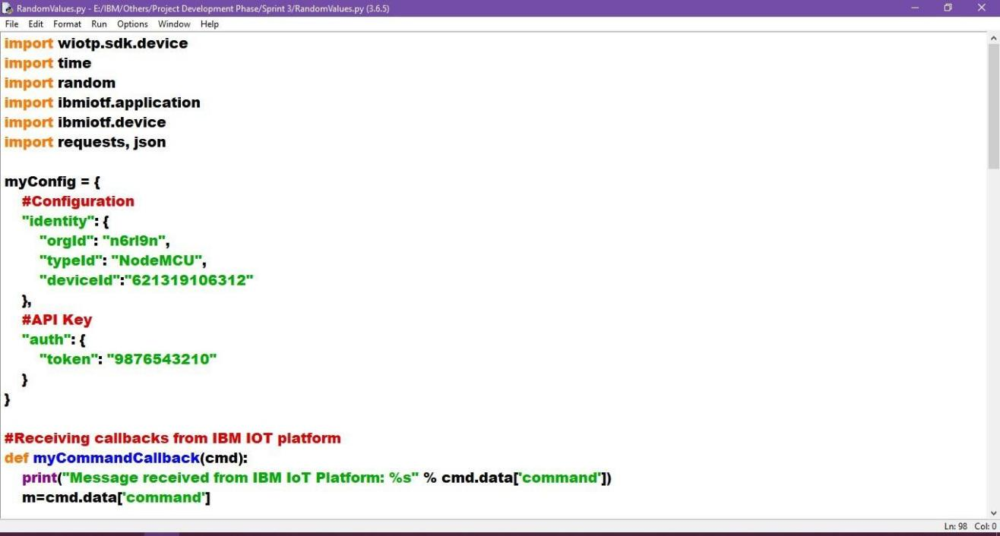 RandomValues.py - E:/IBM/Others/Project Development Phase/Sprint 3/RandomValues.py (3.6.5)
File Edit Format Run Options Window Help
import wiotp.sdk.device
import time
import random
import ibmiotf.application
import ibmiotf.device
import requests, json
myConfig = {
#Configuration
"identity": {
"orgId": "n6rl9n",
"typeId": "NodeMCU",
"deviceId":"621319106312"
},
#API Key
"auth": {
"token": "9876543210"
}
}
#Receiving callbacks from IBM IOT platform
def myCommandCallback(cmd):
print("Message received from IBM IoT Platform: %s" % cmd.data['command'])
m=cmd.data['command']
Ln: 98 Col: 0